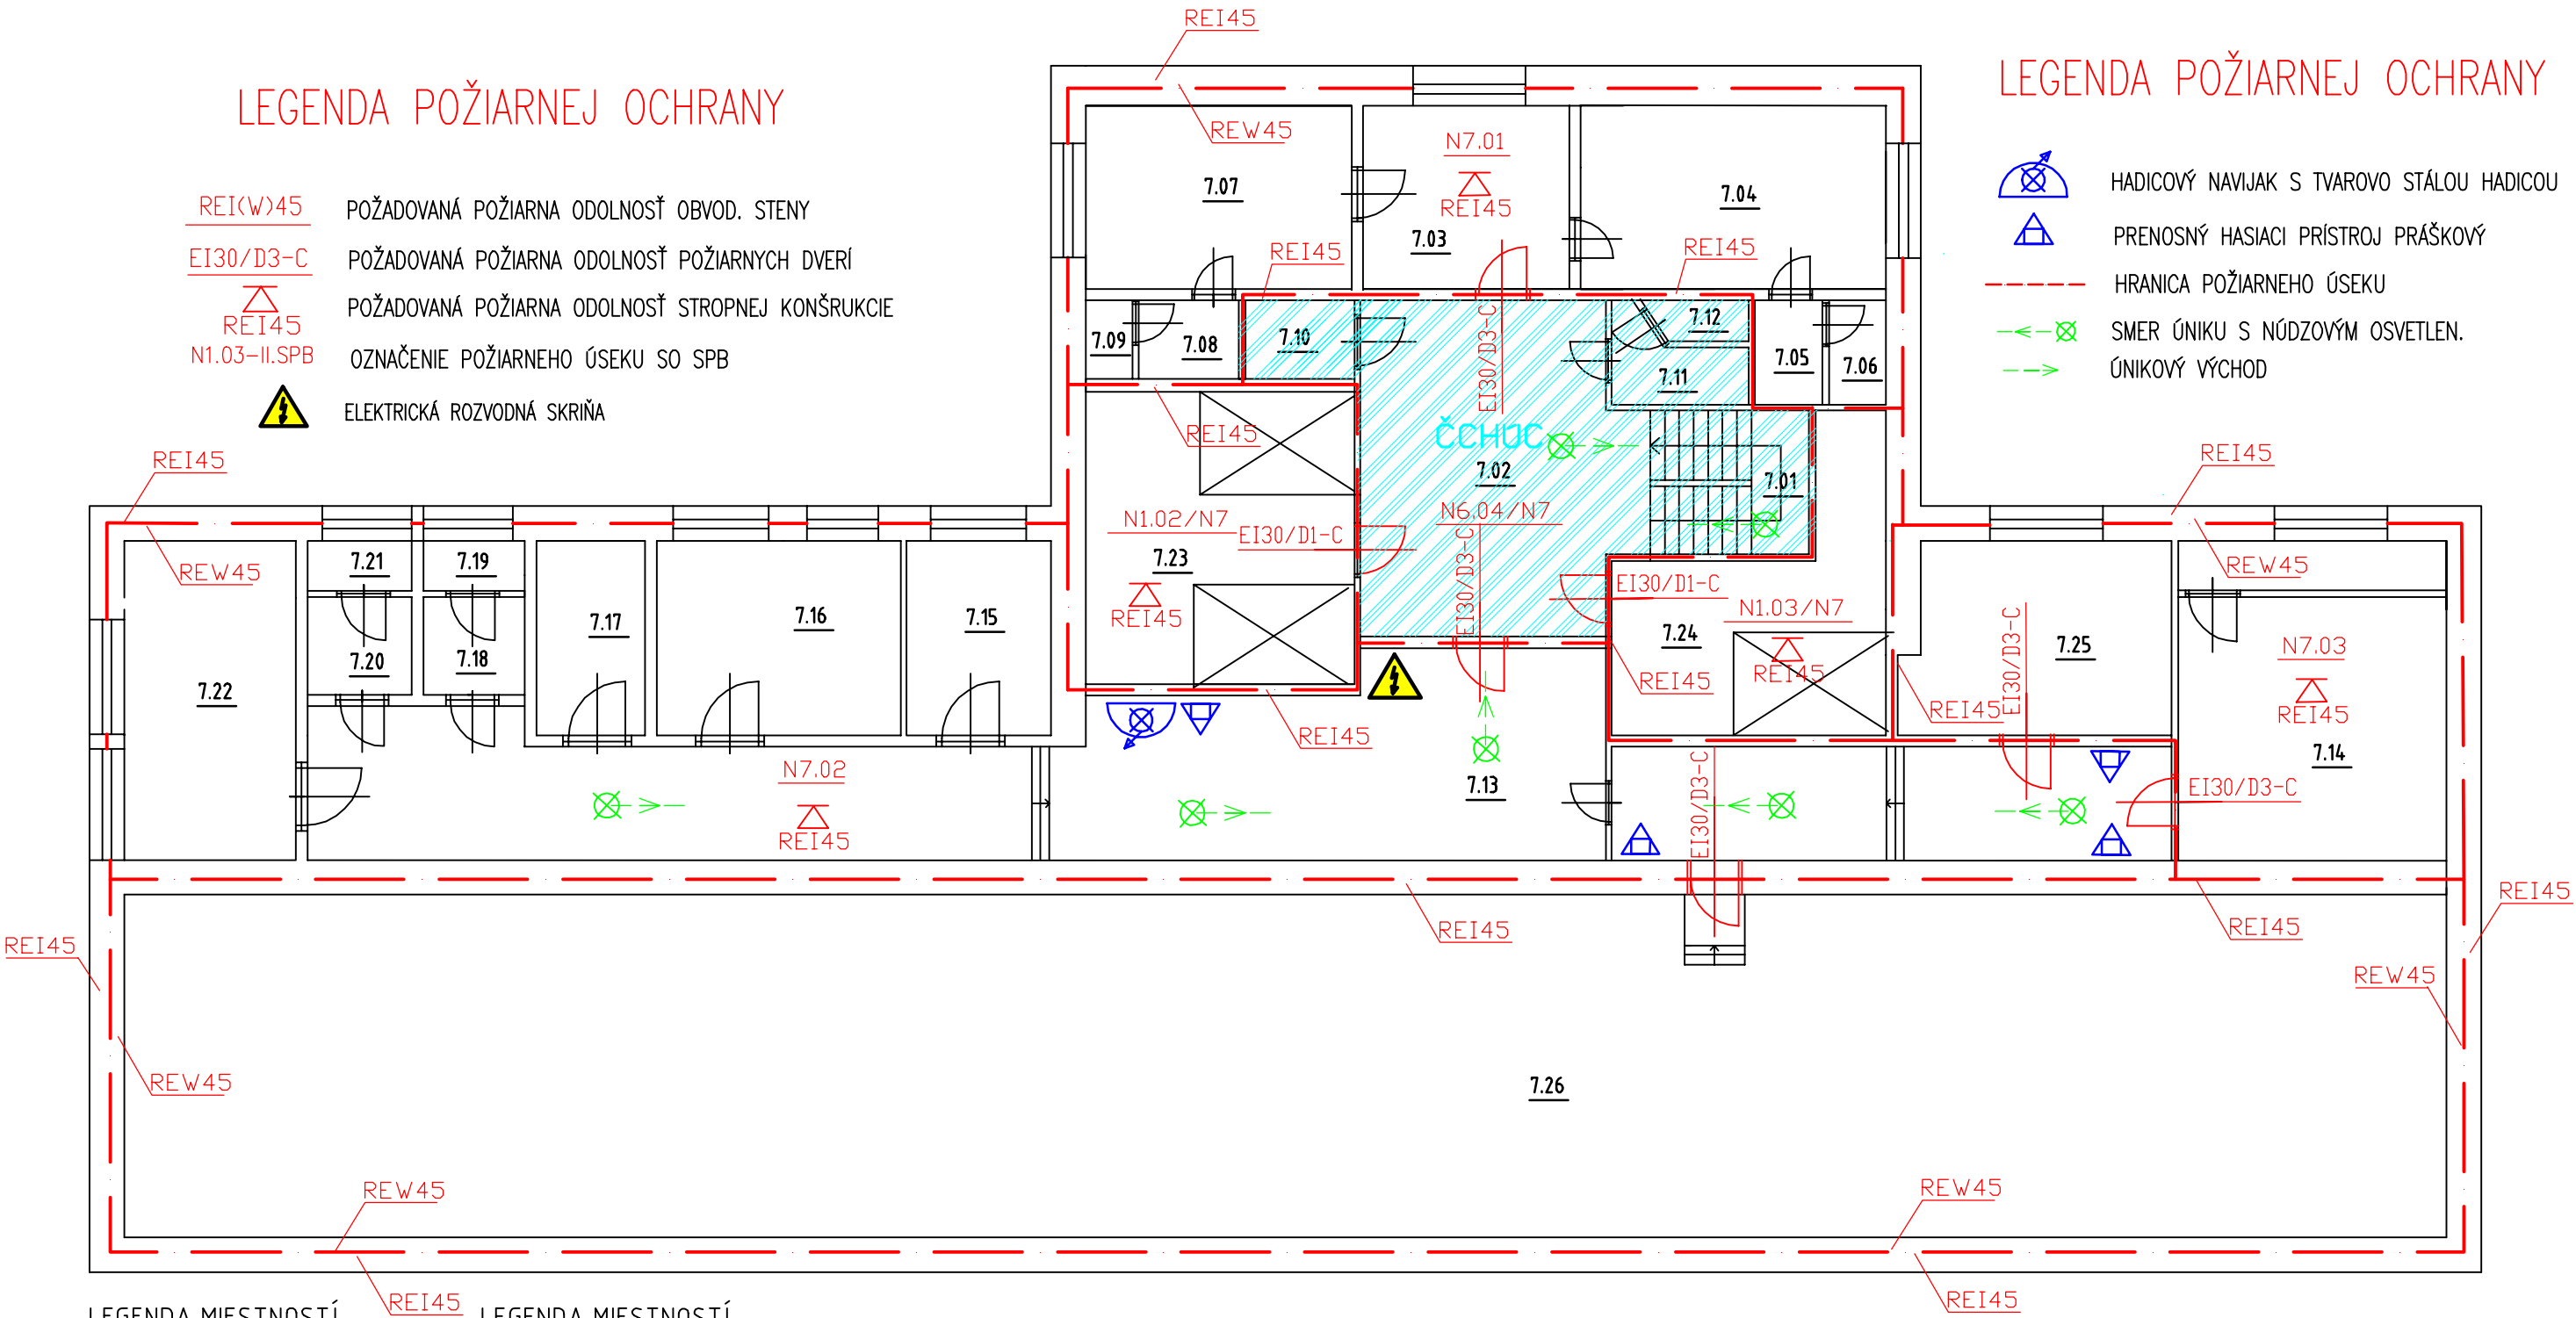 LEGENDA POŽIARNEJ OCHRANY
REI(W)45 POŽADOVANÁ POŽIARNA ODOLNOSŤ OBVOD. STENY
EI30/D3-C POŽADOVANÁ POŽIARNA ODOLNOSŤ POŽIARNYCH DVERÍ
REI45 POŽADOVANÁ POŽIARNA ODOLNOSŤ STROPNEJ KONŠRUKCIE
N1.03-II.SPB OZNAČENIE POŽIARNEHO ÚSEKU SO SPB
ELEKTRICKÁ ROZVODNÁ SKRIŇA
LEGENDA POŽIARNEJ OCHRANY
HADICOVÝ NAVIJAK S TVAROVO STÁLOU HADICOU
PRENOSNÝ HASIACI PRÍSTROJ PRÁŠKOVÝ
HRANICA POŽIARNEHO ÚSEKU
SMER ÚNIKU S NÚDZOVÝM OSVETLEN.
ÚNIKOVÝ VÝCHOD
REI45
REW45
N7.01
REI45
7.07
7.03
7.04
REI45
REI45
EI30/D3-C
7.09
7.08
7.10
7.12
7.11
7.05
7.06
REI45
ČCHÚC
7.02
7.01
N1.02/N7
EI30/D1-C
7.23
REI45
N6.04/N7
EI30/D3-C
EI30/D1-C
N1.03/N7
7.24
REI45
REI45
REI45
REI45
REW45
7.21
7.19
7.20
7.18
7.17
7.16
7.15
7.22
REI45
REW45
EI30/D3-C
7.25
N7.03
REI45
7.14
REI45
EI30/D3-C
N7.02
REI45
7.13
EI30/D3-C
REI45
REI45
REI45
REW45
REI45
REW45
7.26
REW45
REI45
REW45
REI45
LEGENDA MIESTNOSTÍ
LEGENDA MIESTNOSTÍ